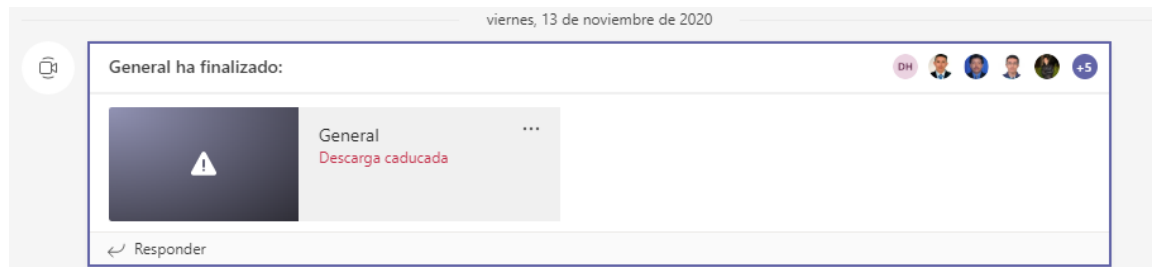 viernes, 13 de noviembre de 2020
General ha finalizado:
DH
+5
General
...
Descarga caducada
Responder